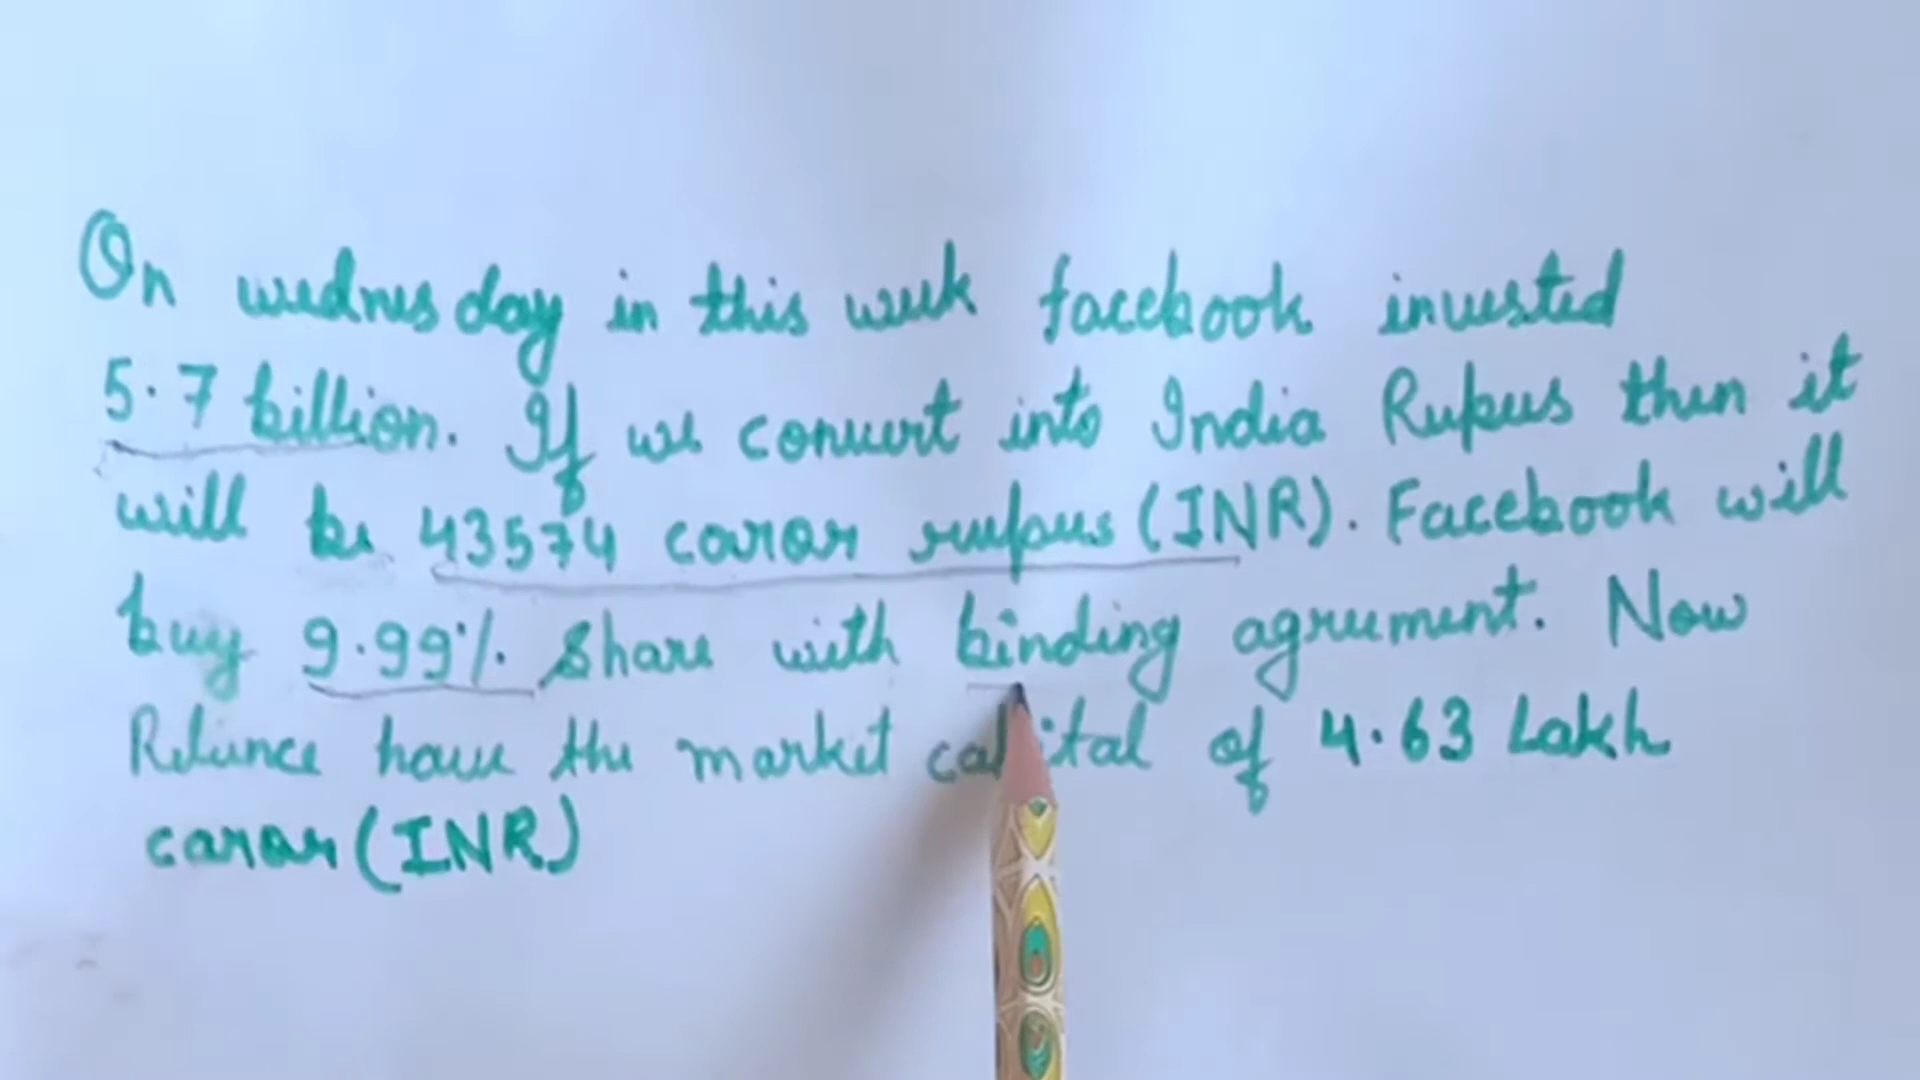 On wednesday in this week facebook invested
5.7 billion. If we convert into India Rupees then it
will be 43574 caror rupees (INR). Facebook will
buy 9.99% Share with binding agreement. Now
Relince have the market capital of 4.63 Lakh
caror (INR)